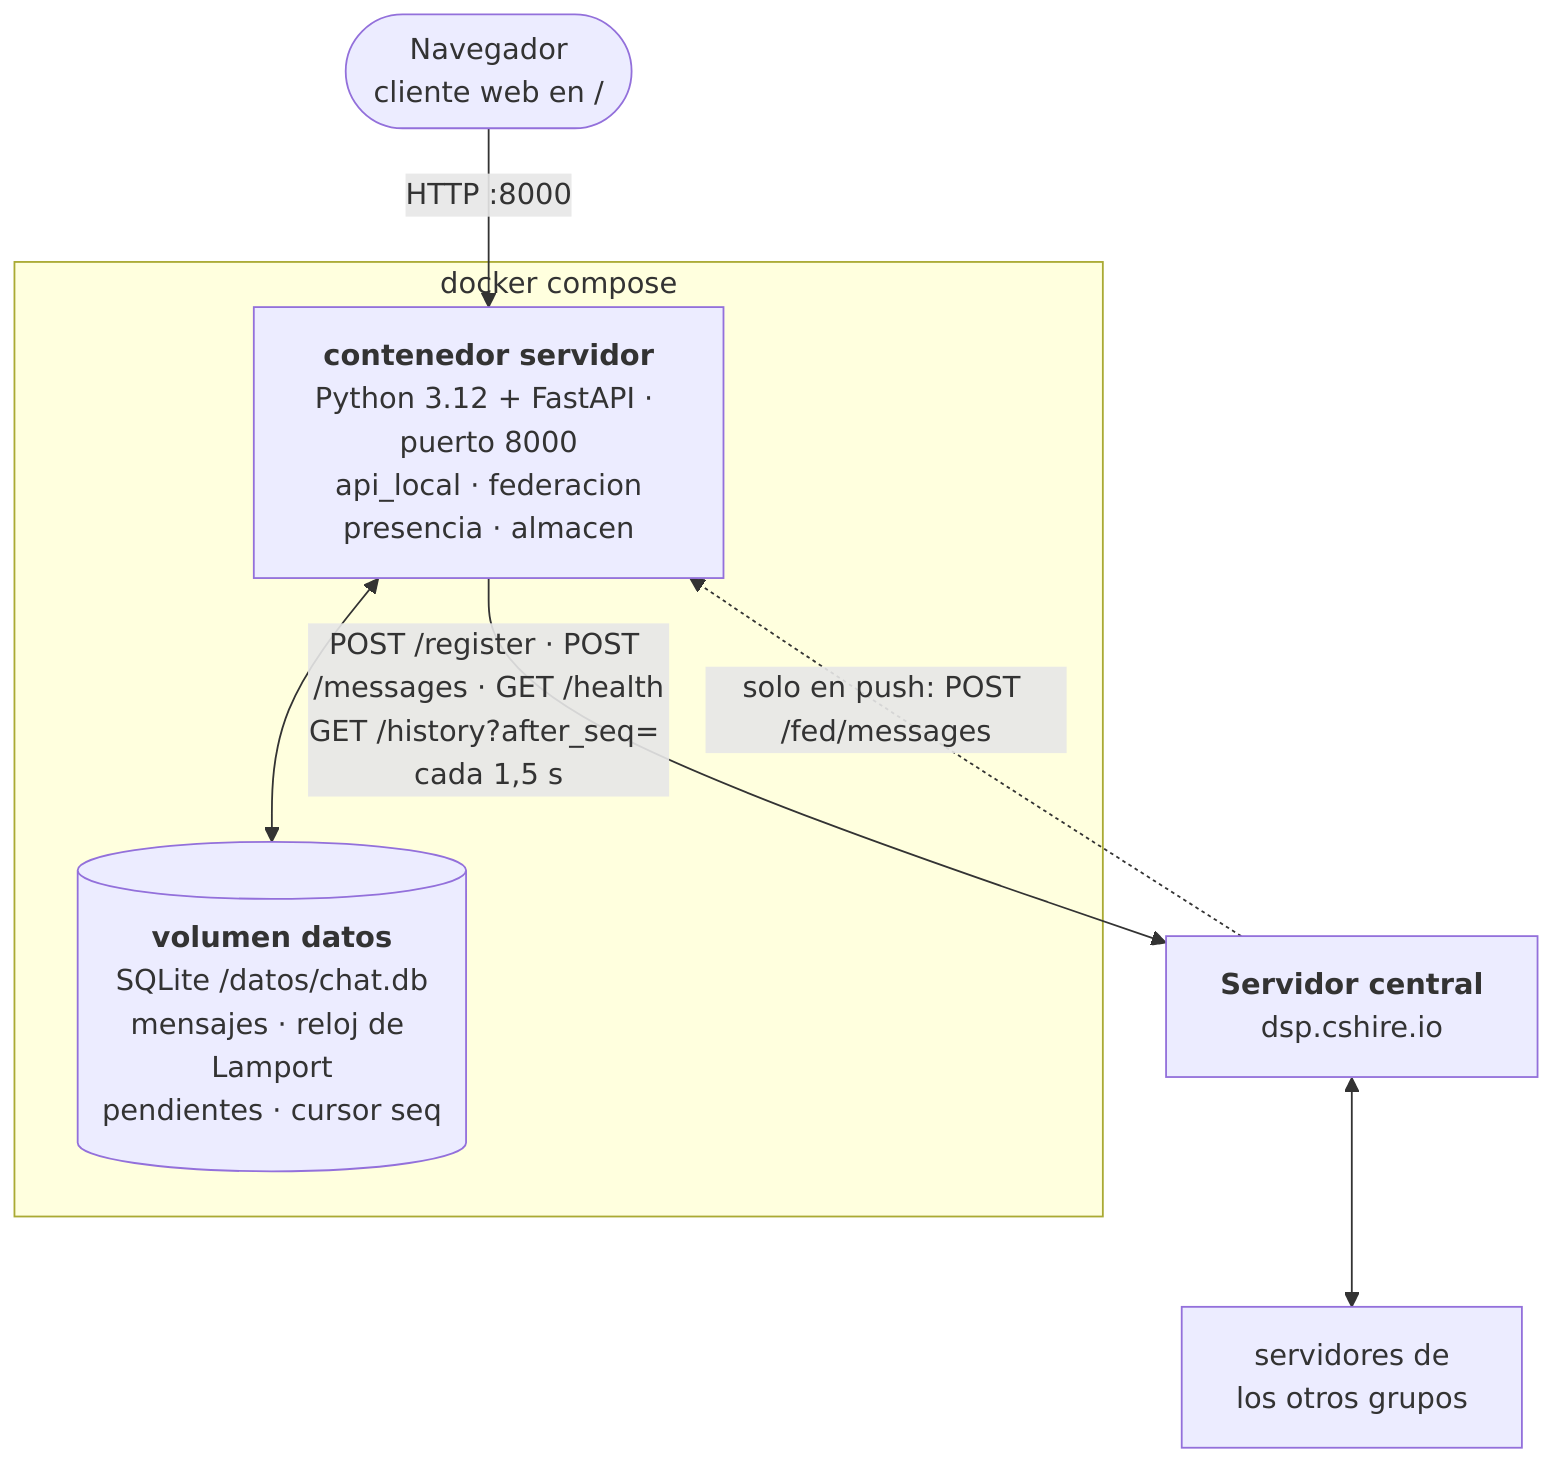 Navegador
cliente web en /
HTTP :8000
docker compose
contenedor servidor
Python 3.12 + FastAPI ·
puerto 8000
api_local · federacion
presencia · almacen
POST /register · POST
/messages · GET /health
GET /history?after_seq=
cada 1,5 s
solo en push: POST
/fed/messages
volumen datos
SQLite /datos/chat.db
mensajes · reloj de
Lamport
pendientes · cursor seq
Servidor central
dsp.cshire.io
servidores de
los otros grupos